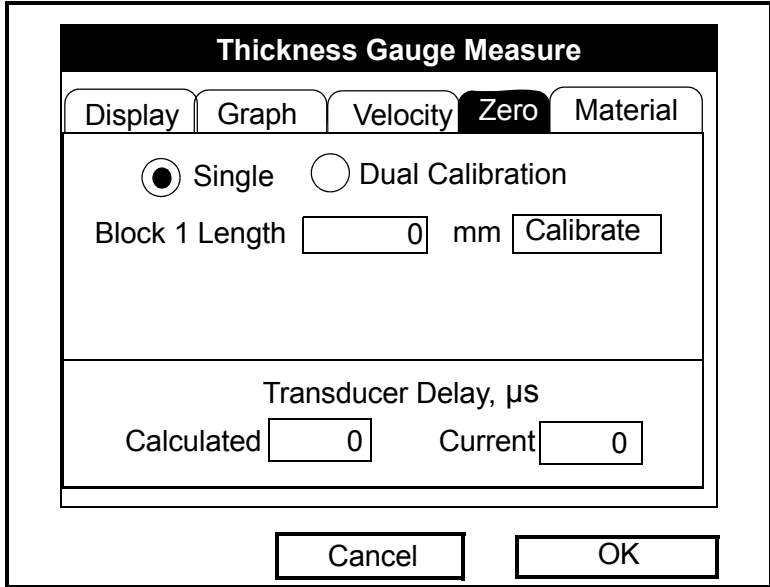 Thickness Gauge Measure
Display Graph Velocity Zero Material
Single Dual Calibration
Block 1 Length 0 mm Calibrate
Transducer Delay, µs
Calculated 0 Current 0
Cancel OK